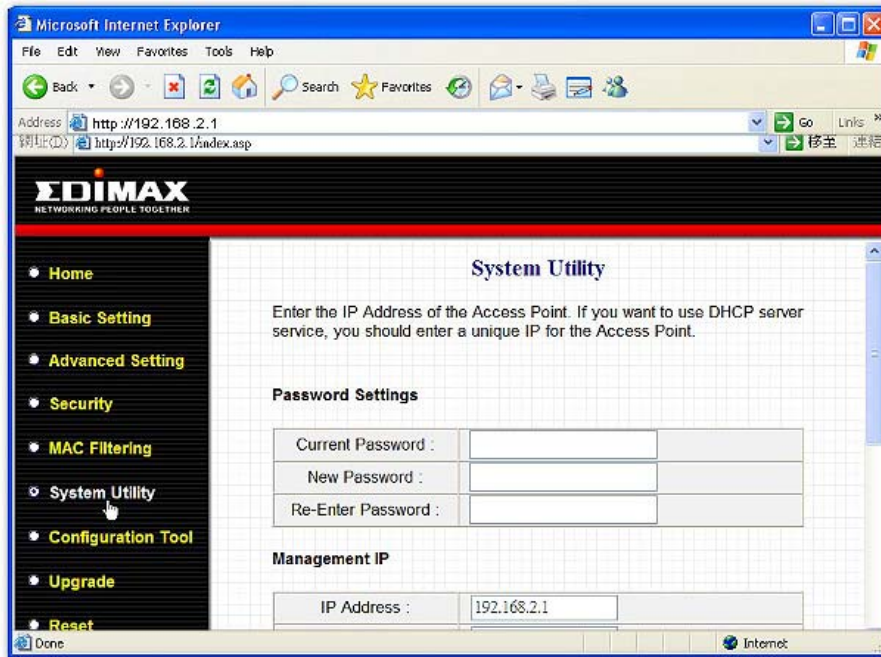 Microsoft Internet Explorer
File Edit View Favorites Tools Help
Back Search Favorites
Address http://192.168.2.1 Go Links »
網址(D) http://192.168.2.1/index.asp 移至 連結
EDIMAX
NETWORKING PEOPLE TOGETHER
Home
Basic Setting
Advanced Setting
Security
MAC Filtering
System Utility
Configuration Tool
Upgrade
Reset
System Utility
Enter the IP Address of the Access Point. If you want to use DHCP server
service, you should enter a unique IP for the Access Point.
Password Settings
Current Password :
New Password :
Re-Enter Password :
Management IP
IP Address : 192.168.2.1
Done Internet